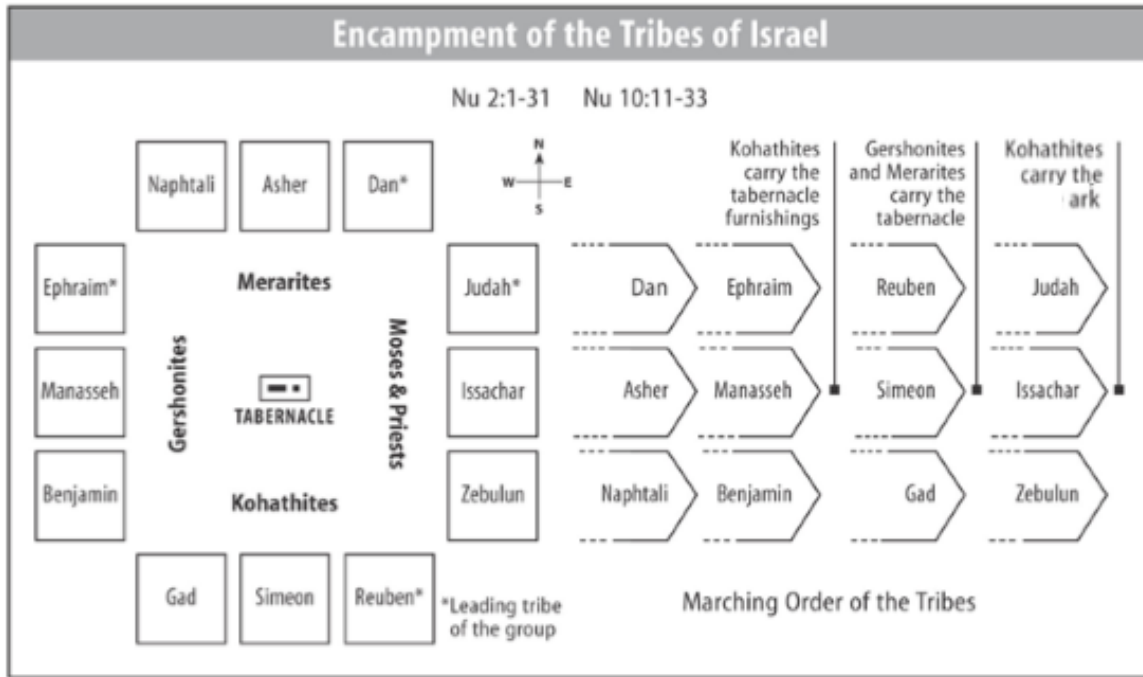 Encampment of the Tribes of Israel
Nu 2:1-31 Nu 10:11-33
Naphtali
Asher
Dan*
N
W E
S
Kohathites
carry the
tabernacle
furnishings
Gershonites
and Merarites
carry the
tabernacle
Kohathites
carry the
ark
Ephraim*
Merarites
Judah*
Dan
Ephraim
Reuben
Judah
Manasseh
Gershonites
TABERNACLE
Moses & Priests
Issachar
Asher
Manasseh
Simeon
Issachar
Benjamin
Kohathites
Zebulun
Naphtali
Benjamin
Gad
Zebulun
Gad
Simeon
Reuben*
*Leading tribe
of the group
Marching Order of the Tribes